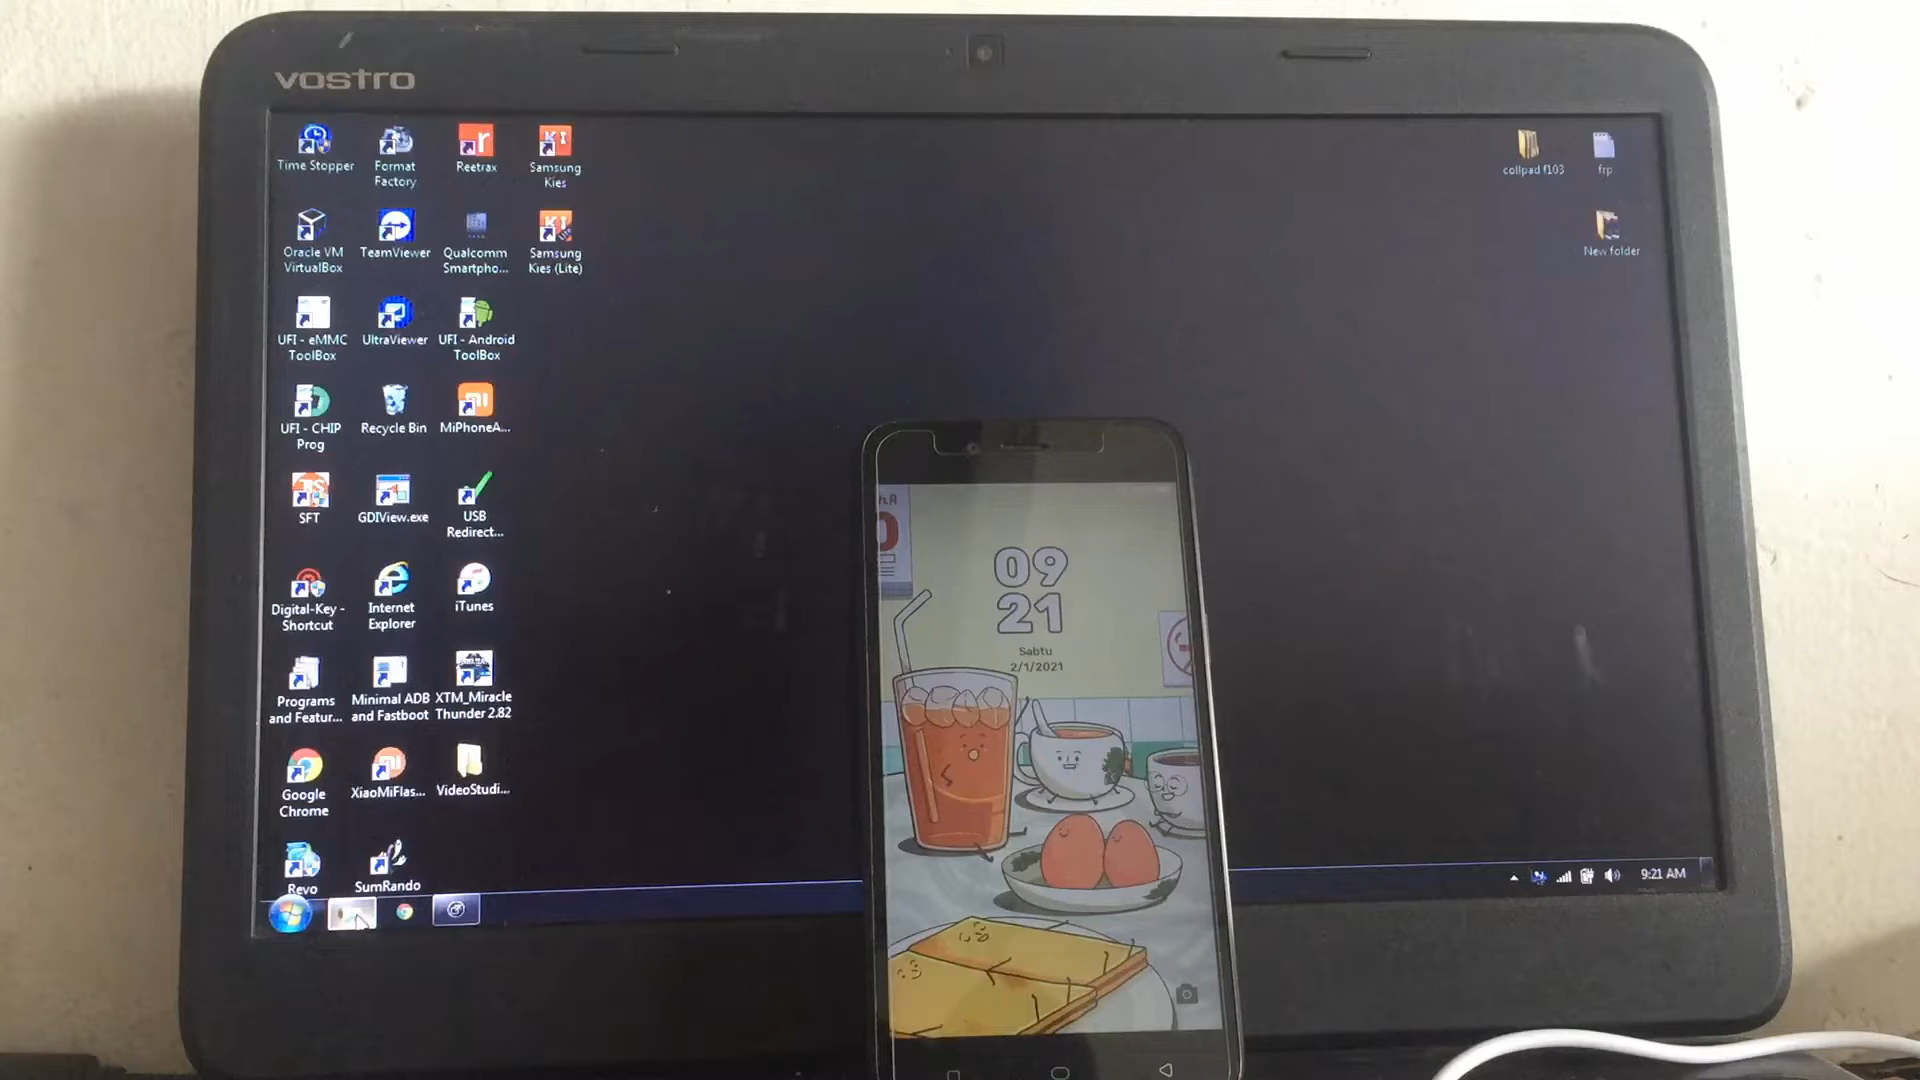 vostro
Time Stopper
Format
Factory
Reetrax
Samsung
Kies
Oracle VM
VirtualBox
TeamViewer
Qualcomm
Smartpho...
Samsung
Kies (Lite)
UFI - eMMC
ToolBox
UltraViewer
UFI - Android
ToolBox
UFI - CHIP
Prog
Recycle Bin
MiPhoneA...
SFT
GDIView.exe
USB
Redirect...
Digital-Key -
Shortcut
Internet
Explorer
iTunes
Programs
and Featur...
Minimal ADB
and Fastboot
XTM_Miracle
Thunder 2.82
Google
Chrome
XiaoMiFlas...
VideoStudi...
Revo
SumRando
collpad f103
frp
New folder
9:21 AM
09
21
Sabtu
2/1/2021